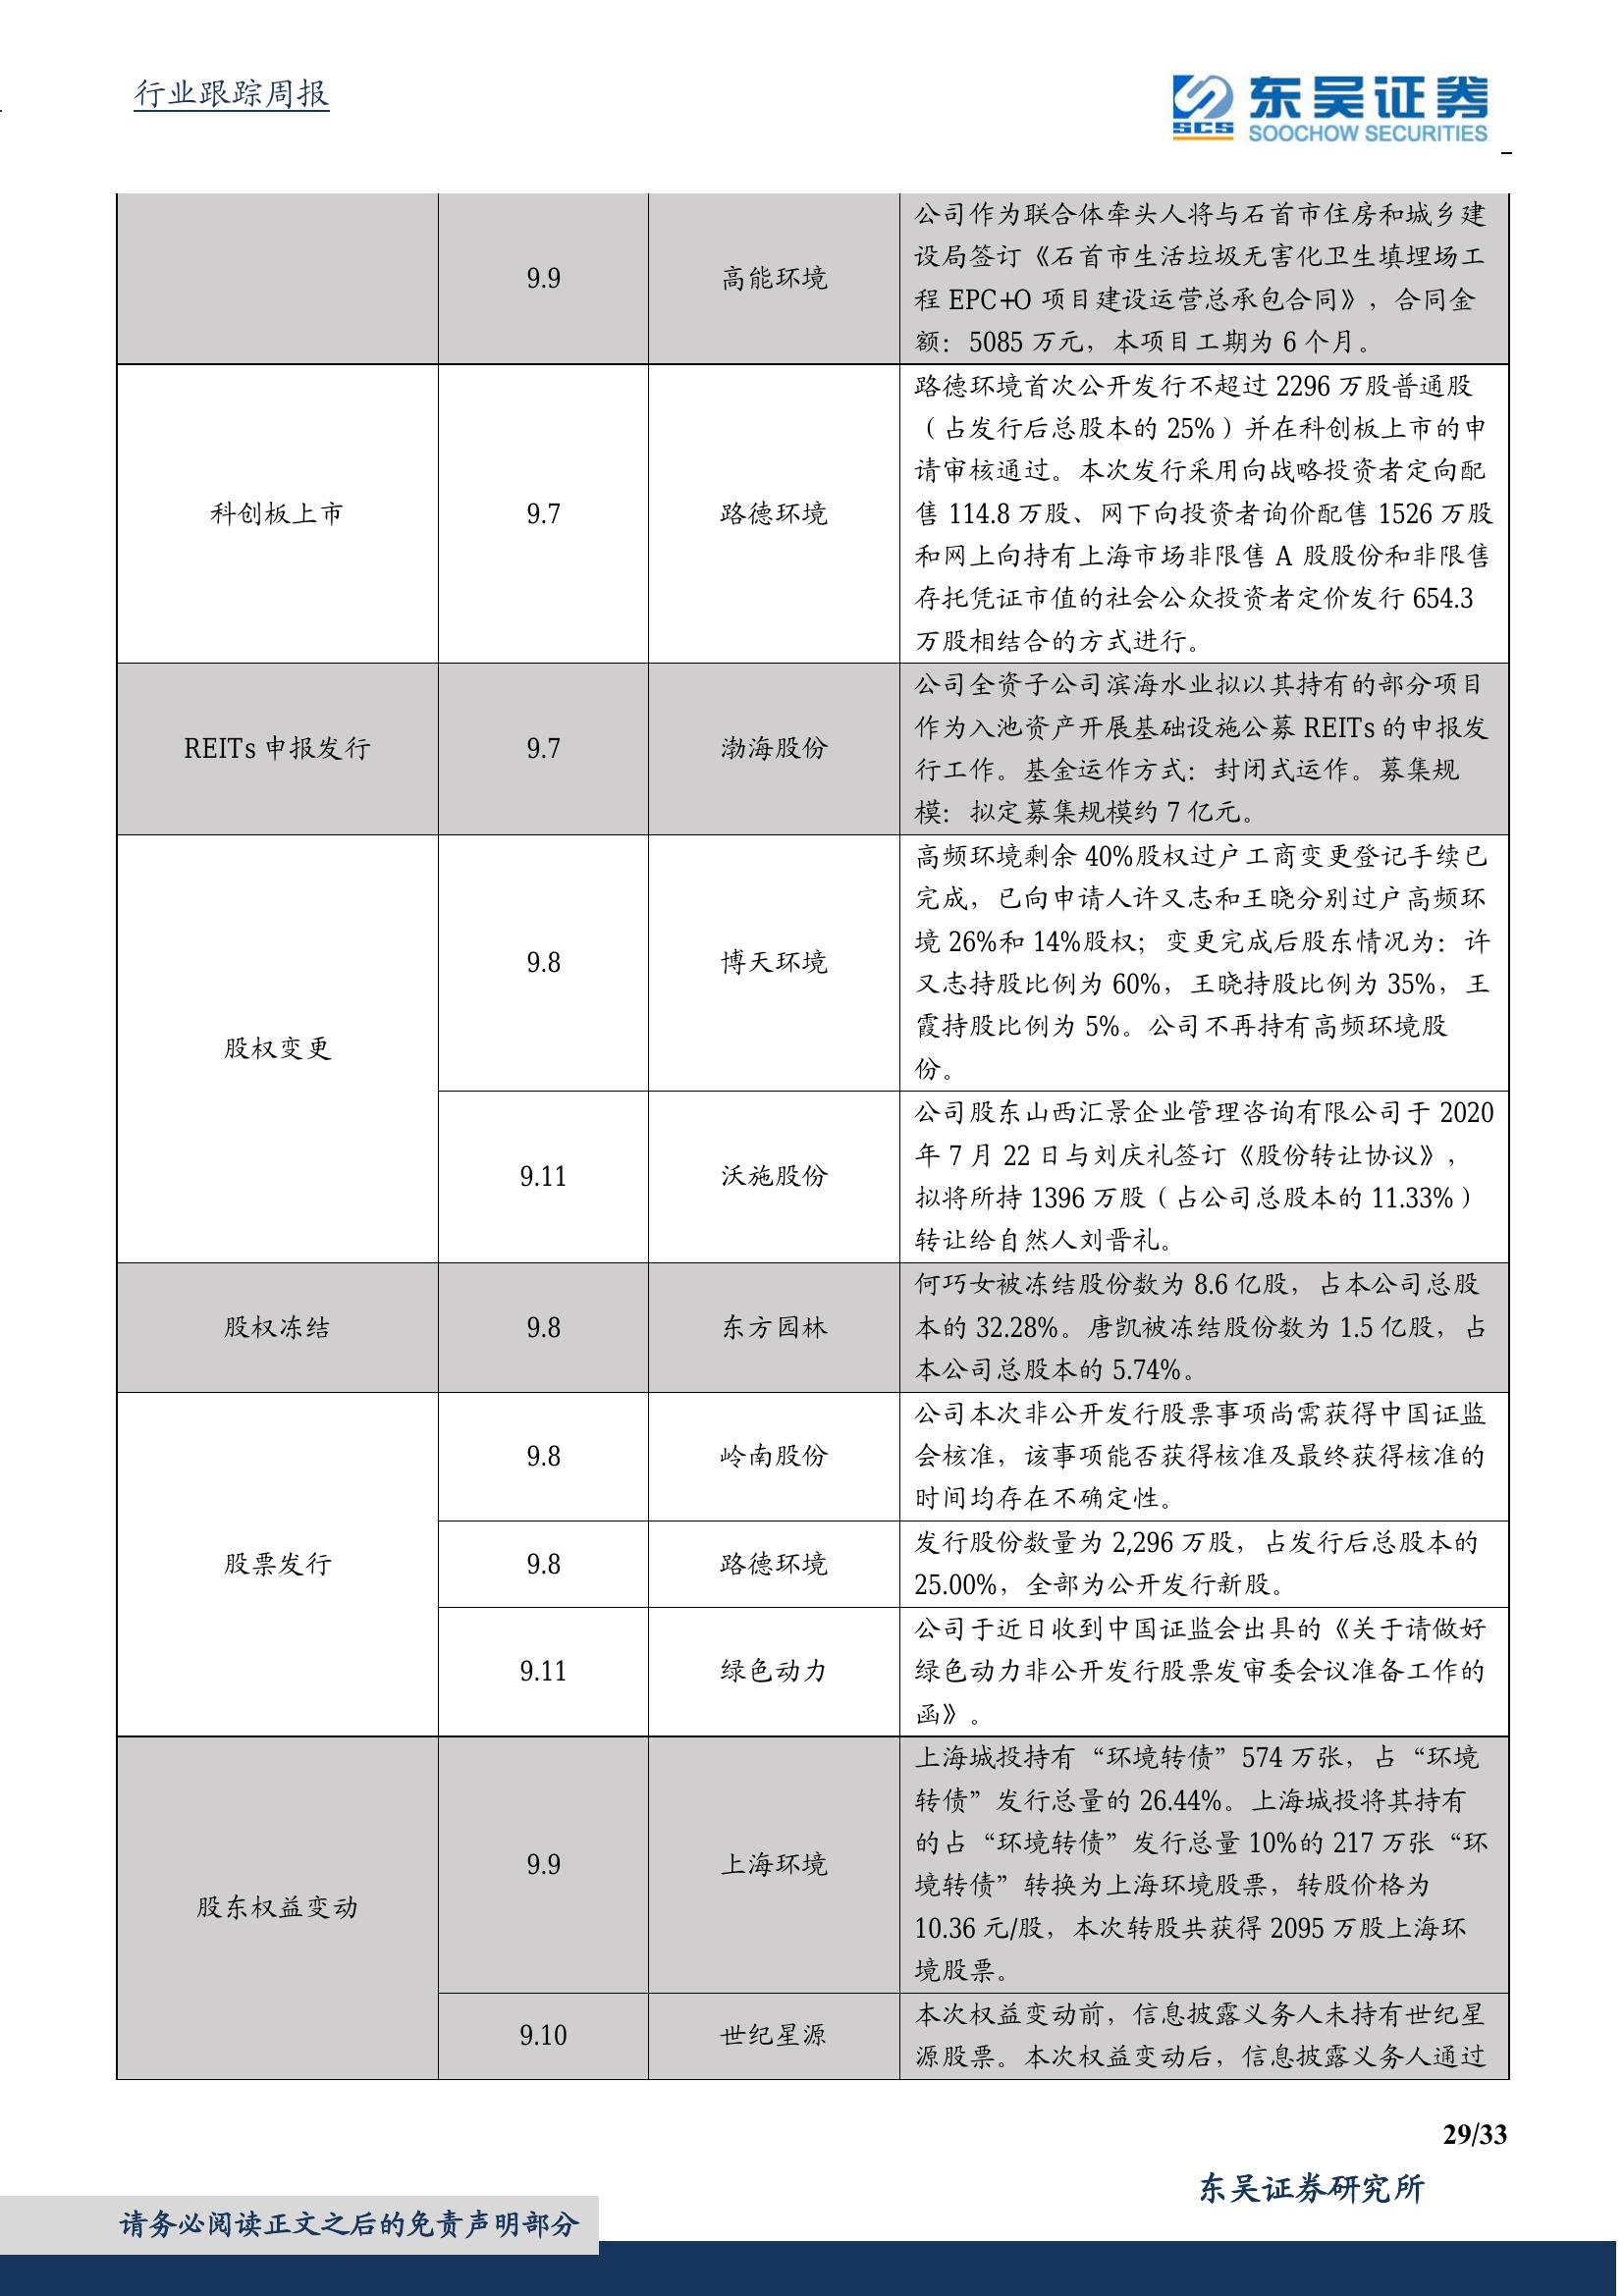 行业跟踪周报
东吴证券
SCS
SOOCHOW SECURITIES
9.9
高能环境
公司作为联合体牵头人将与石首市住房和城乡建
设局签订《石首市生活垃圾无害化卫生填埋场工
程 EPC+O 项目建设运营总承包合同》，合同金
额：5085 万元，本项目工期为 6 个月。
科创板上市
9.7
路德环境
路德环境首次公开发行不超过 2296 万股普通股
（占发行后总股本的 25%）并在科创板上市的申
请审核通过。本次发行采用向战略投资者定向配
售 114.8 万股、网下向投资者询价配售 1526 万股
和网上向持有上海市场非限售 A 股股份和非限售
存托凭证市值的社会公众投资者定价发行 654.3
万股相结合的方式进行。
REITs 申报发行
9.7
渤海股份
公司全资子公司滨海水业拟以其持有的部分项目
作为入池资产开展基础设施公募 REITs 的申报发
行工作。基金运作方式：封闭式运作。募集规
模：拟定募集规模约 7 亿元。
股权变更
9.8
博天环境
高频环境剩余 40%股权过户工商变更登记手续已
完成，已向申请人许又志和王晓分别过户高频环
境 26%和 14%股权；变更完成后股东情况为：许
又志持股比例为 60%，王晓持股比例为 35%，王
霞持股比例为 5%。公司不再持有高频环境股
份。
9.11
沃施股份
公司股东山西汇景企业管理咨询有限公司于 2020
年 7 月 22 日与刘庆礼签订《股份转让协议》，
拟将所持 1396 万股（占公司总股本的 11.33%）
转让给自然人刘晋礼。
股权冻结
9.8
东方园林
何巧女被冻结股份数为 8.6 亿股，占本公司总股
本的 32.28%。唐凯被冻结股份数为 1.5 亿股，占
本公司总股本的 5.74%。
股票发行
9.8
岭南股份
公司本次非公开发行股票事项尚需获得中国证监
会核准，该事项能否获得核准及最终获得核准的
时间均存在不确定性。
9.8
路德环境
发行股份数量为 2,296 万股，占发行后总股本的
25.00%，全部为公开发行新股。
9.11
绿色动力
公司于近日收到中国证监会出具的《关于请做好
绿色动力非公开发行股票发审委会议准备工作的
函》。
股东权益变动
9.9
上海环境
上海城投持有“环境转债”574 万张，占“环境
转债”发行总量的 26.44%。上海城投将其持有
的占“环境转债”发行总量 10%的 217 万张“环
境转债”转换为上海环境股票，转股价格为
10.36 元/股，本次转股共获得 2095 万股上海环
境股票。
9.10
世纪星源
本次权益变动前，信息披露义务人未持有世纪星
源股票。本次权益变动后，信息披露义务人通过
29/33
东吴证券研究所
请务必阅读正文之后的免责声明部分